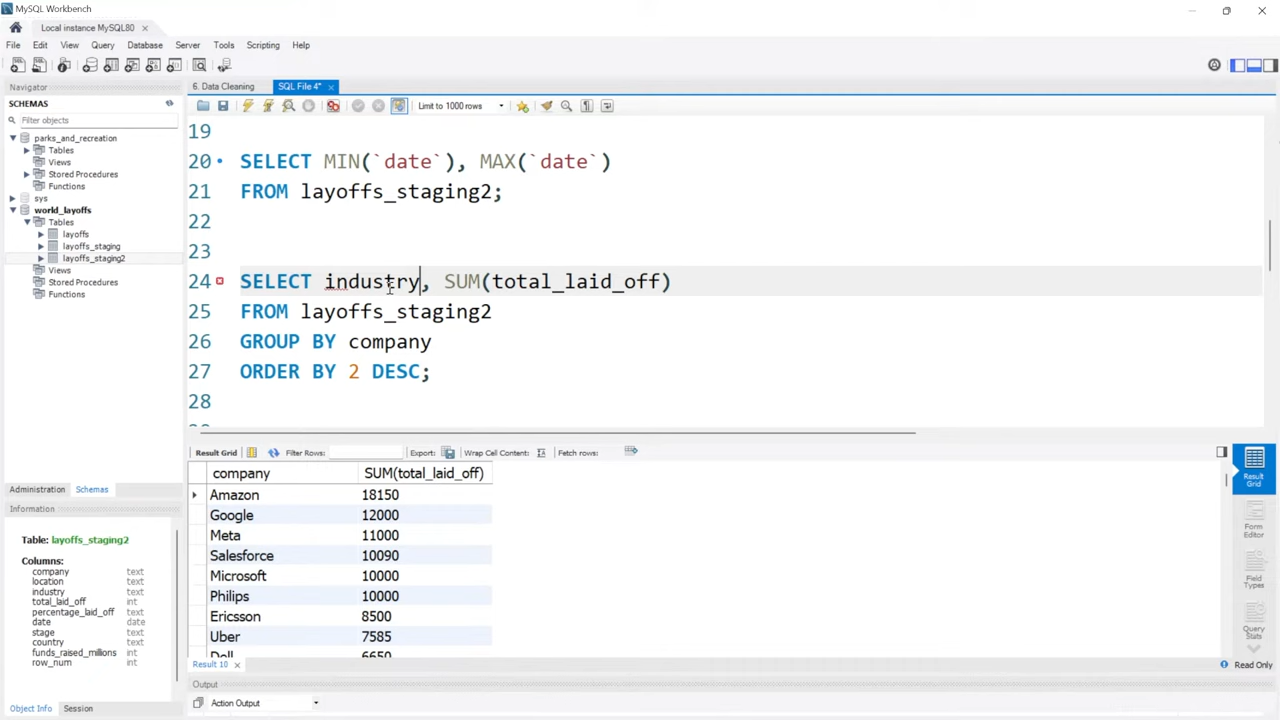 MySQL Workbench
Local instance MySQL80
File Edit View Query Database Server Tools Scripting Help
Navigator
SCHEMAS
Filter objects
parks_and_recreation
Tables
Views
Stored Procedures
Functions
sys
world_layoffs
Tables
layoffs
layoffs_staging
layoffs_staging2
Views
Stored Procedures
Functions
Administration Schemas
Information
Table: layoffs_staging2
Columns:
company text
location text
industry text
total_laid_off int
percentage_laid_off text
date date
stage text
country text
funds_raised_millions int
row_num int
Object Info Session
6. Data Cleaning SQL File 4*
Limit to 1000 rows
19
20 SELECT MIN(`date`), MAX(`date`)
21 FROM layoffs_staging2;
22
23
24 SELECT industry, SUM(total_laid_off)
25 FROM layoffs_staging2
26 GROUP BY company
27 ORDER BY 2 DESC;
28
Result Grid Filter Rows: Export: Wrap Cell Content: Fetch rows:
company SUM(total_laid_off)
Amazon 18150
Google 12000
Meta 11000
Salesforce 10090
Microsoft 10000
Philips 10000
Ericsson 8500
Uber 7585
Dell 6650
Result 10
Output
Action Output
Result Grid
Form Editor
Field Types
Query Stats
Read Only